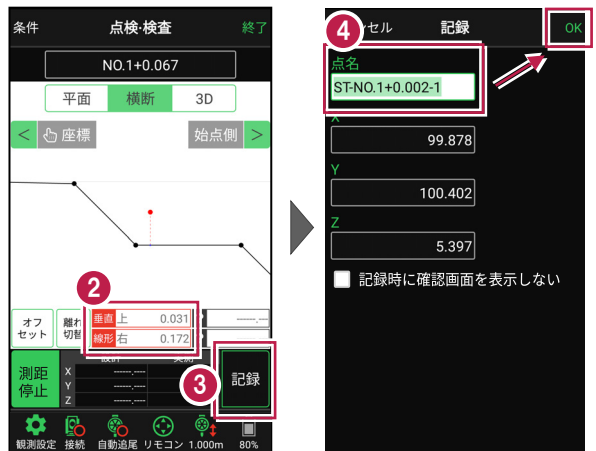 条件 点検・検査 終了
NO.1+0.067
平面 横断 3D
< 座標 始点側 >
2
オフ
セット
離れ
切替
垂直 上 0.031
線形 右 0.172
-----.--
測距
停止
X -----.---
Y -----.---
Z -----.---
3
記録
観測設定 接続 自動追尾 リモコン 1.000m 80%
4
セル 記録 OK
点名
ST-NO.1+0.002-1
X
99.878
Y
100.402
Z
5.397
記録時に確認画面を表示しない